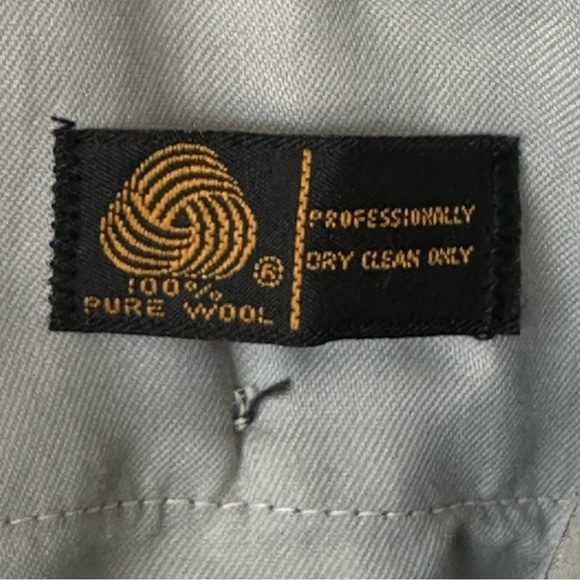 ®
100%
PURE WOOL
PROFESSIONALLY
DRY CLEAN ONLY